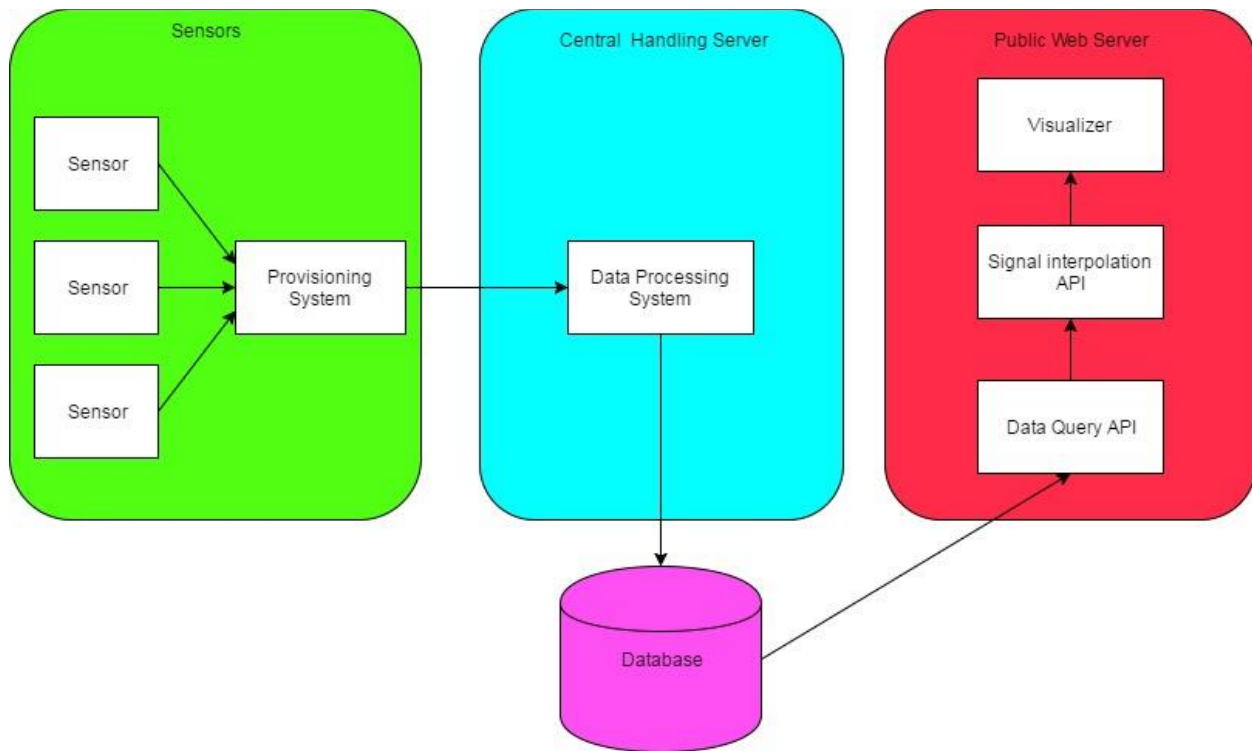 Sensors
Sensor
Sensor
Sensor
Provisioning
System
Central Handling Server
Data Processing
System
Database
Public Web Server
Visualizer
Signal interpolation
API
Data Query API